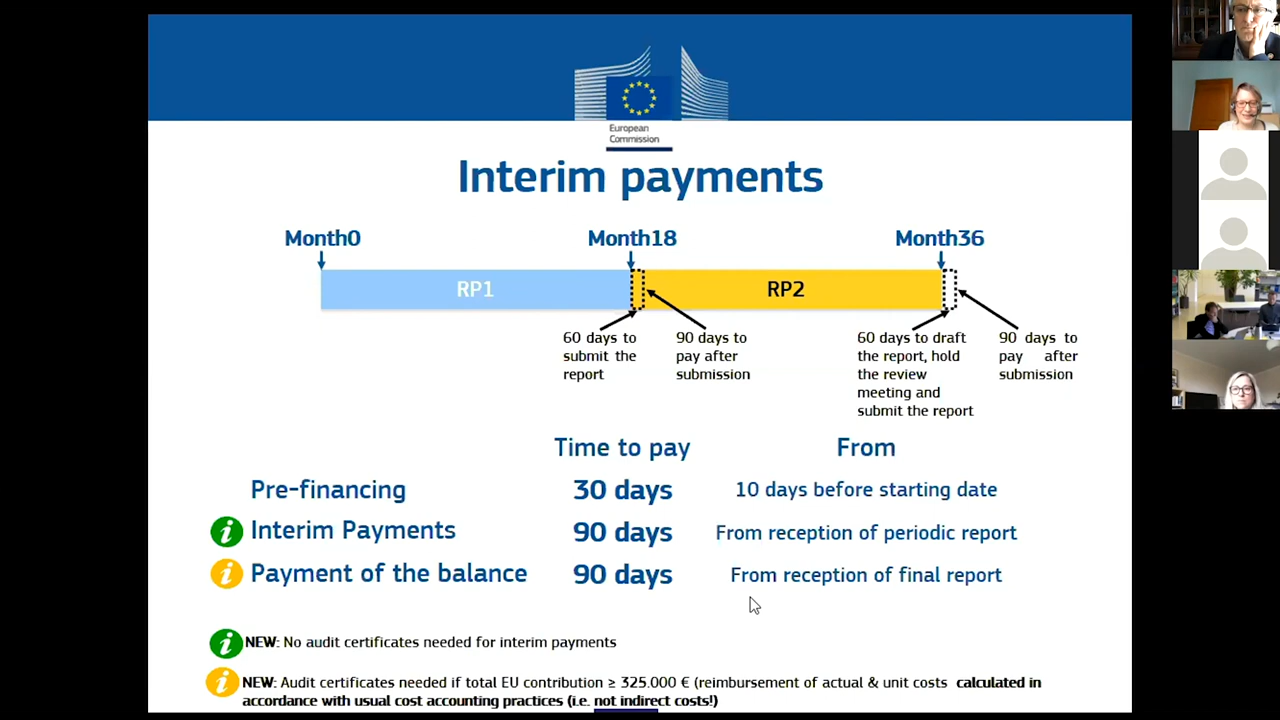 European
Commission
Interim payments
Month0 Month18 Month36
RP1 RP2
60 days to
submit the
report
90 days to
pay after
submission
60 days to draft
the report, hold
the review
meeting and
submit the report
90 days to
pay after
submission
Time to pay From
Pre-financing 30 days 10 days before starting date
i Interim Payments 90 days From reception of periodic report
i Payment of the balance 90 days From reception of final report
i NEW: No audit certificates needed for interim payments
i NEW: Audit certificates needed if total EU contribution ≥ 325.000 € (reimbursement of actual & unit costs calculated in
accordance with usual cost accounting practices (i.e. not indirect costs!)